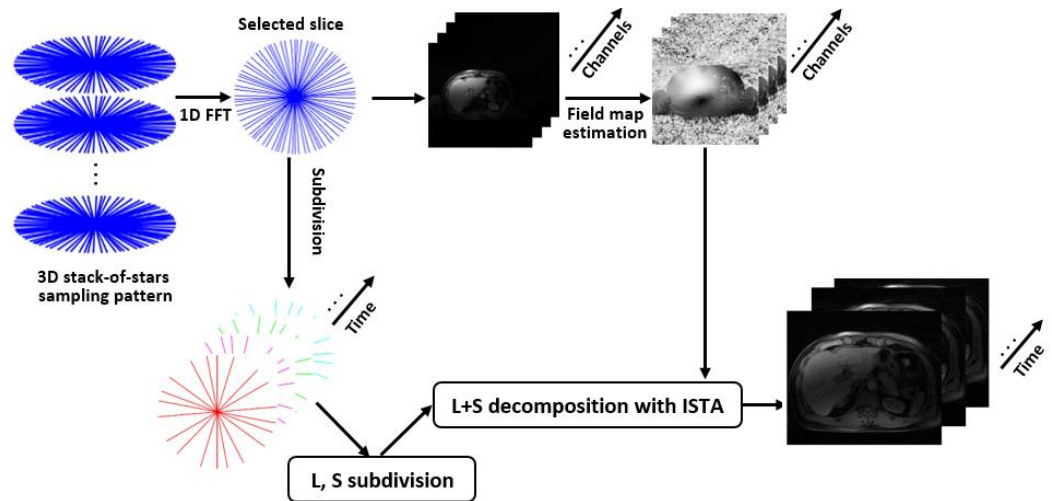 Selected slice
1D FFT
Channels
...
Field map
estimation
Channels
...
Subdivision
...
3D stack-of-stars
sampling pattern
...
Time
L+S decomposition with ISTA
...
Time
L, S subdivision